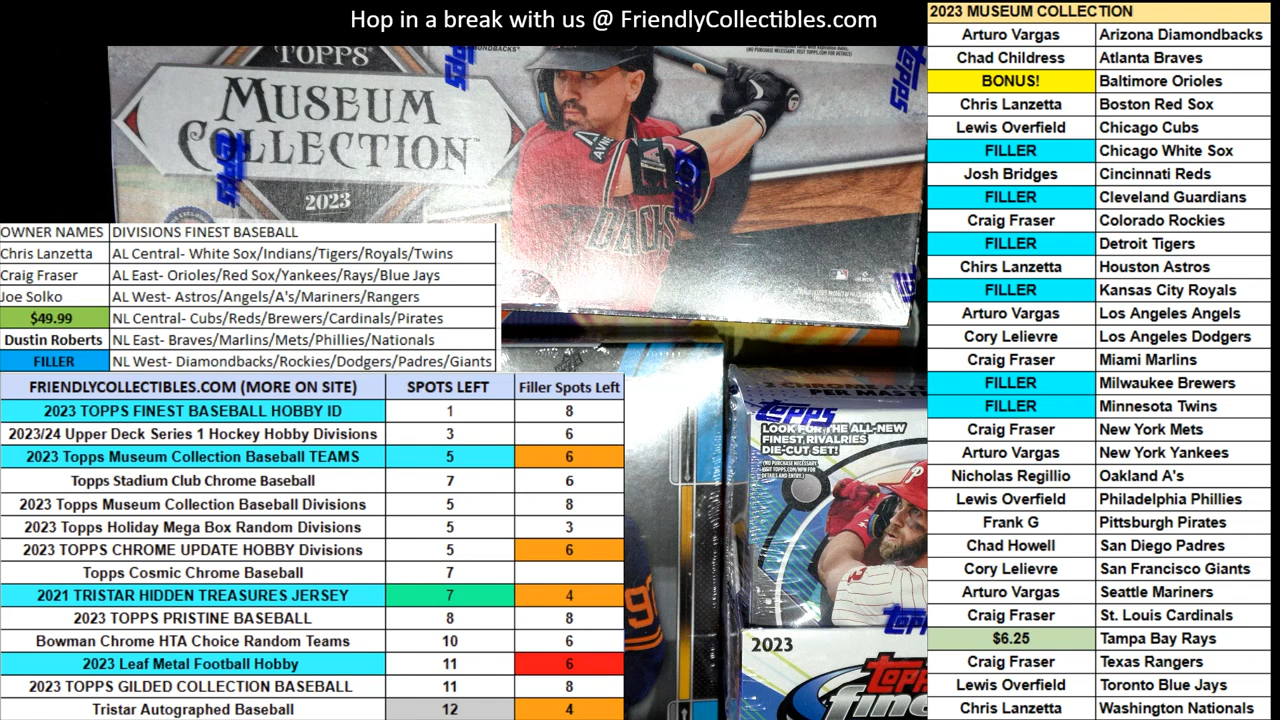 Hop in a break with us @ FriendlyCollectibles.com
TOPPS
MUSEUM
COLLECTION™
2023
topps
topps
topps
topps
OWNER NAMES DIVISIONS FINEST BASEBALL
Chris Lanzetta AL Central- White Sox/Indians/Tigers/Royals/Twins
Craig Fraser AL East- Orioles/Red Sox/Yankees/Rays/Blue Jays
Joe Solko AL West- Astros/Angels/A's/Mariners/Rangers
$49.99 NL Central- Cubs/Reds/Brewers/Cardinals/Pirates
Dustin Roberts NL East- Braves/Marlins/Mets/Phillies/Nationals
FILLER NL West- Diamondbacks/Rockies/Dodgers/Padres/Giants
FRIENDLYCOLLECTIBLES.COM (MORE ON SITE) SPOTS LEFT Filler Spots Left
2023 TOPPS FINEST BASEBALL HOBBY ID 1 8
2023/24 Upper Deck Series 1 Hockey Hobby Divisions 3 6
2023 Topps Museum Collection Baseball TEAMS 5 6
Topps Stadium Club Chrome Baseball 7 6
2023 Topps Museum Collection Baseball Divisions 5 8
2023 Topps Holiday Mega Box Random Divisions 5 3
2023 TOPPS CHROME UPDATE HOBBY Divisions 5 6
Topps Cosmic Chrome Baseball 7
2021 TRISTAR HIDDEN TREASURES JERSEY 7 4
2023 TOPPS PRISTINE BASEBALL 8 8
Bowman Chrome HTA Choice Random Teams 10 6
2023 Leaf Metal Football Hobby 11 6
2023 TOPPS GILDED COLLECTION BASEBALL 11 8
Tristar Autographed Baseball 12 4
topps
LOOK FOR THE ALL-NEW
FINEST RIVALRIES
DIE-CUT SET!
2023
topps
fine
2023 MUSEUM COLLECTION
Arturo Vargas Arizona Diamondbacks
Chad Childress Atlanta Braves
BONUS! Baltimore Orioles
Chris Lanzetta Boston Red Sox
Lewis Overfield Chicago Cubs
FILLER Chicago White Sox
Josh Bridges Cincinnati Reds
FILLER Cleveland Guardians
Craig Fraser Colorado Rockies
FILLER Detroit Tigers
Chirs Lanzetta Houston Astros
FILLER Kansas City Royals
Arturo Vargas Los Angeles Angels
Cory Lelievre Los Angeles Dodgers
Craig Fraser Miami Marlins
FILLER Milwaukee Brewers
FILLER Minnesota Twins
Craig Fraser New York Mets
Arturo Vargas New York Yankees
Nicholas Regillio Oakland A's
Lewis Overfield Philadelphia Phillies
Frank G Pittsburgh Pirates
Chad Howell San Diego Padres
Cory Lelievre San Francisco Giants
Arturo Vargas Seattle Mariners
Craig Fraser St. Louis Cardinals
$6.25 Tampa Bay Rays
Craig Fraser Texas Rangers
Lewis Overfield Toronto Blue Jays
Chris Lanzetta Washington Nationals